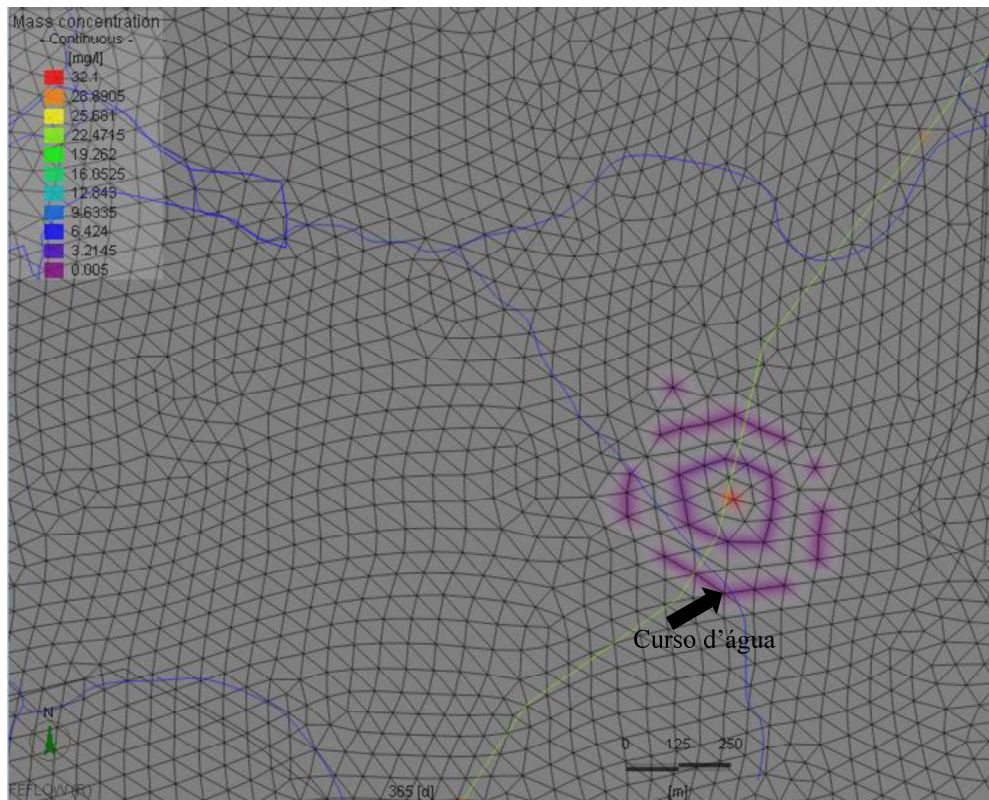 Mass concentration
- Continuous -
[mg/l]
32.1
28.8905
25.681
22.4715
19.262
16.0525
12.843
9.6335
6.424
3.2145
0.005
Curso d'água
N
0 125 250
[m]
FEFLOW (R)
365 [d]